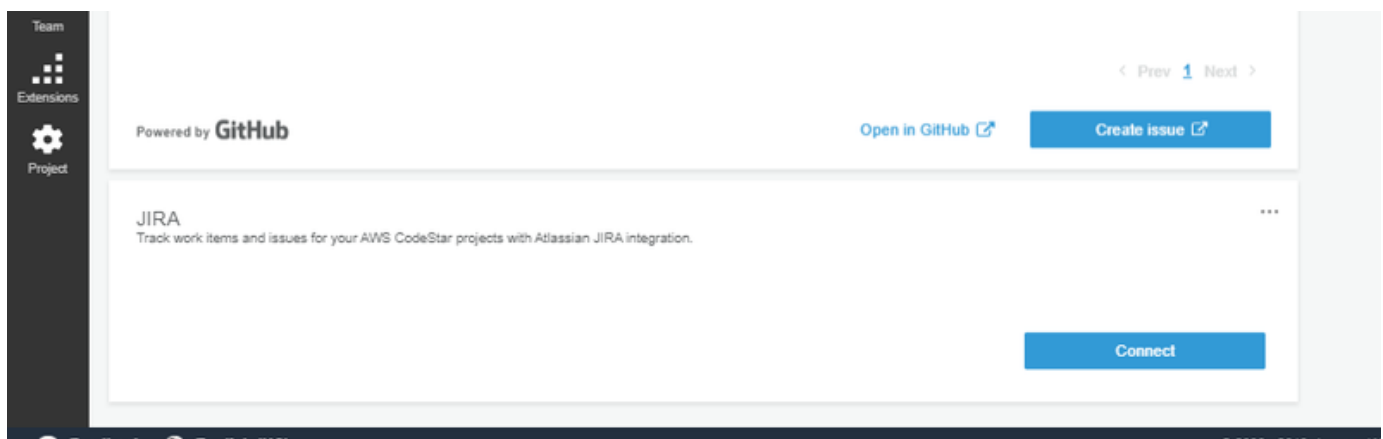 Team
Extensions
Project
< Prev 1 Next >
Powered by GitHub
Open in GitHub
Create issue
JIRA
...
Track work items and issues for your AWS CodeStar projects with Atlassian JIRA integration.
Connect